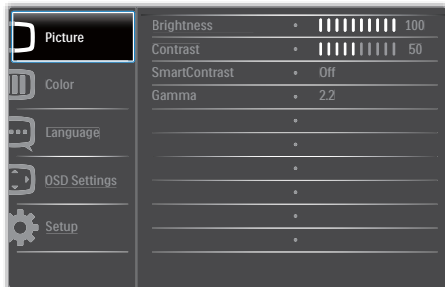 Picture
Color
Language
OSD Settings
Setup
Brightness 100
Contrast 50
SmartContrast Off
Gamma 2.2